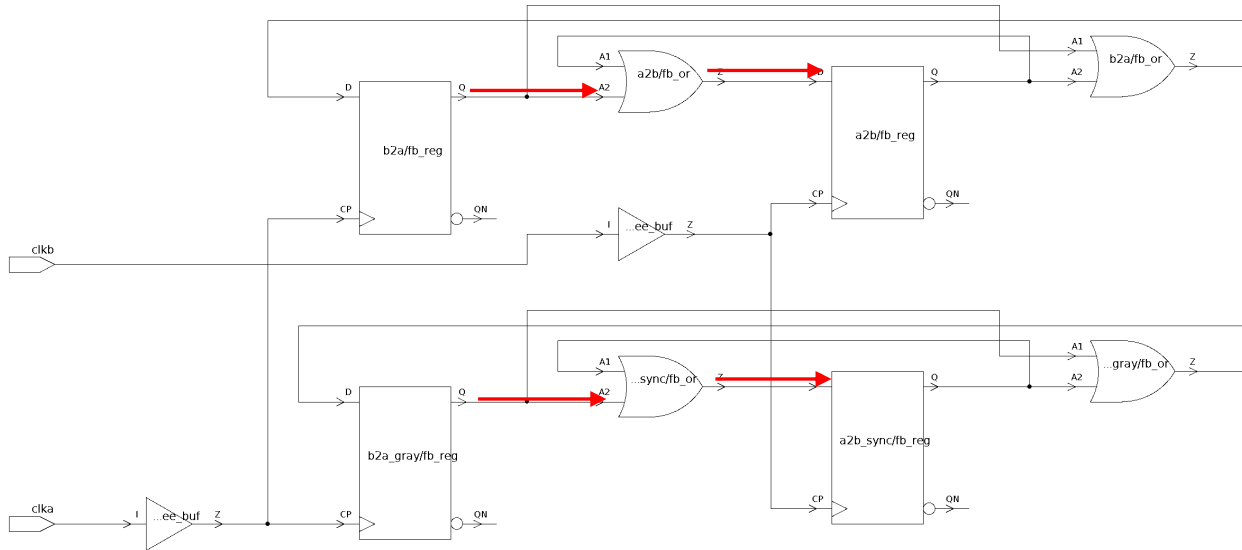 A1
A1
D
Q
A2
a2b/fb_or
Z
D
Q
A2
b2a/fb_or
Z
b2a/fb_reg
a2b/fb_reg
CP
QN
CP
QN
clkb
I
...ee_buf
Z
A1
A1
D
Q
A2
...sync/fb_or
Z
Q
A2
...gray/fb_or
Z
b2a_gray/fb_reg
a2b_sync/fb_reg
CP
QN
clka
I
...ee_buf
Z
CP
QN